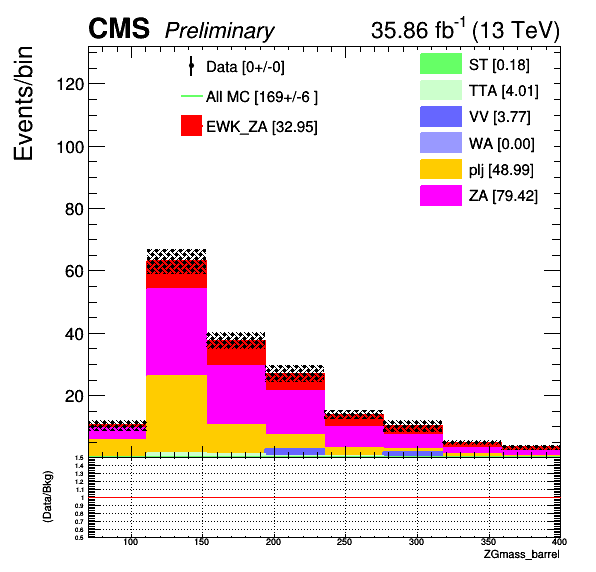 CMS Preliminary 35.86 fb-1 (13 TeV)
Events/bin
Data [0+/-0]
All MC [169+/-6 ]
EWK_ZA [32.95]
ST [0.18]
TTA [4.01]
VV [3.77]
WA [0.00]
plj [48.99]
ZA [79.42]
120
100
80
60
40
20
(Data/Bkg)
1.5
1.4
1.3
1.2
1.1
1
0.9
0.8
0.7
0.6
0.5
100 150 200 250 300 350 400
ZGmass_barrel